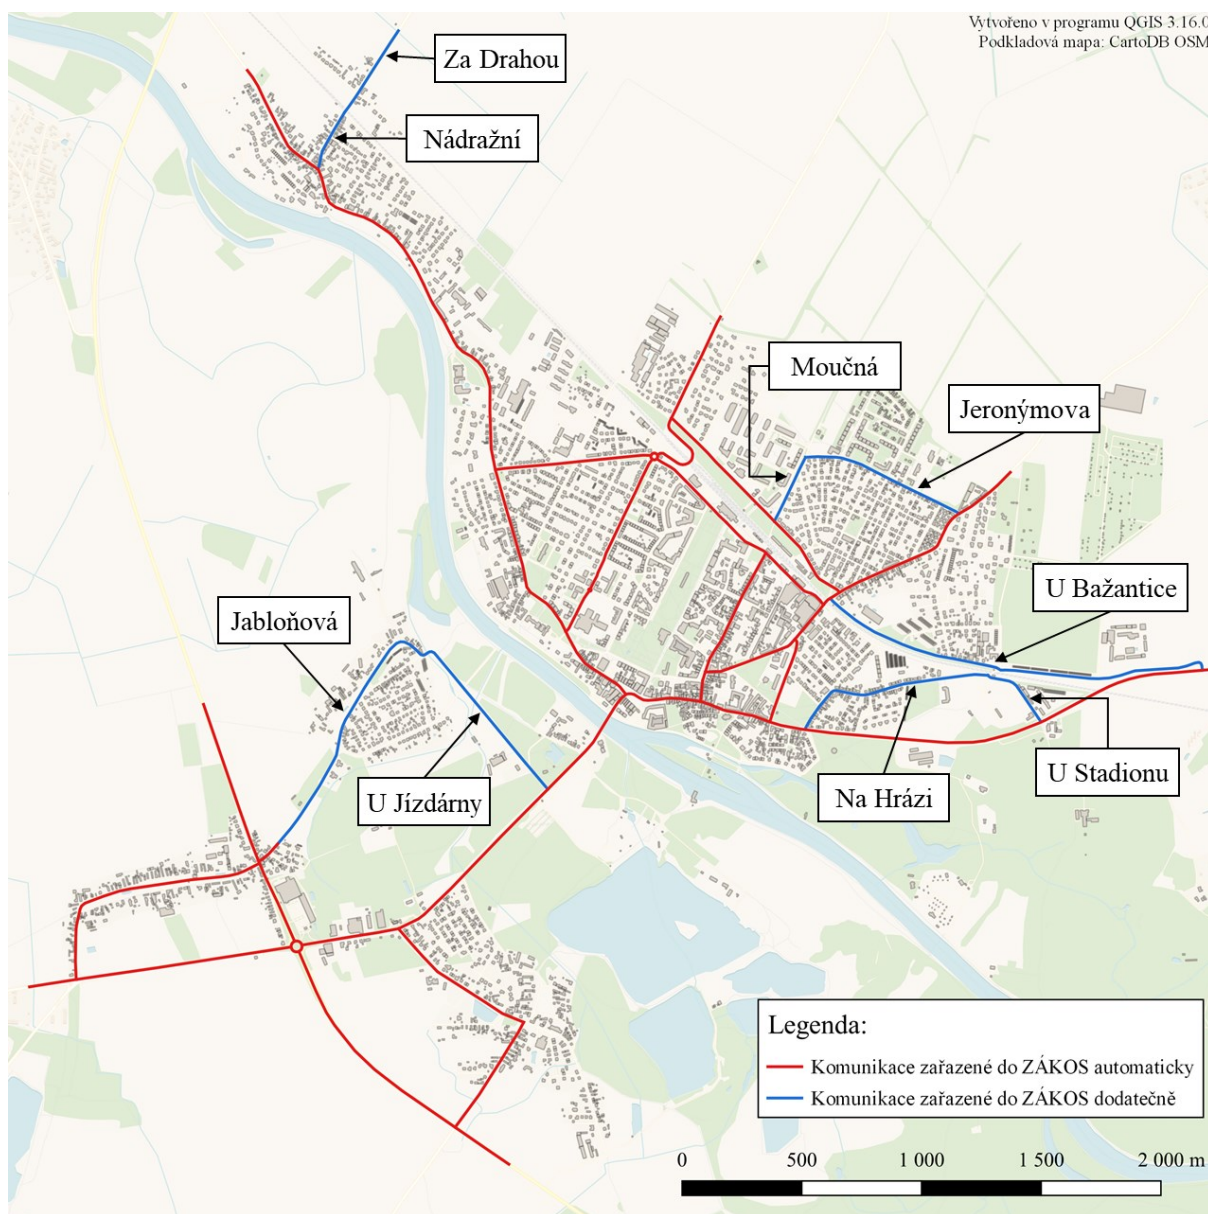 Vytvořeno v programu QGIS 3.16.0
Podkladová mapa: CartoDB OSM
Za Drahou
Nádražní
Moučná
Jeronýmova
U Bažantice
Jabloňová
U Jízdárny
Na Hrázi
U Stadionu
Legenda:
Komunikace zařazené do ZÁKOS automaticky
Komunikace zařazené do ZÁKOS dodatečně
0 500 1 000 1 500 2 000 m